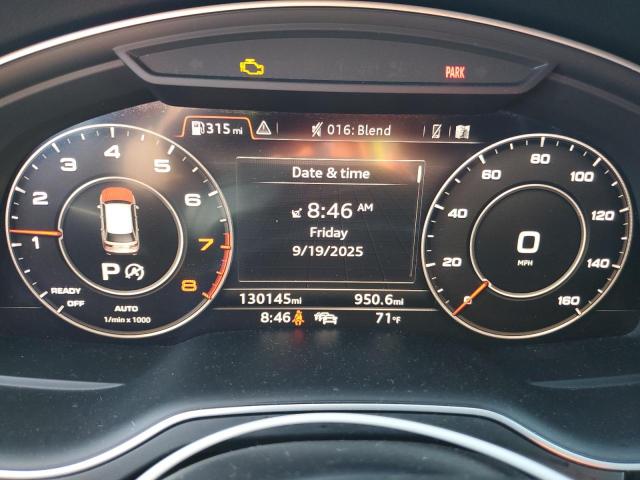 PARK
315 mi
016: Blend
Date & time
8:46 AM
Friday
9/19/2025
1 2 3 4 5 6 7 8
P A
READY
OFF
AUTO
1/min x 1000
0 20 40 60 80 100 120 140 160
0
MPH
130145mi 950.6mi
8:46 71°F